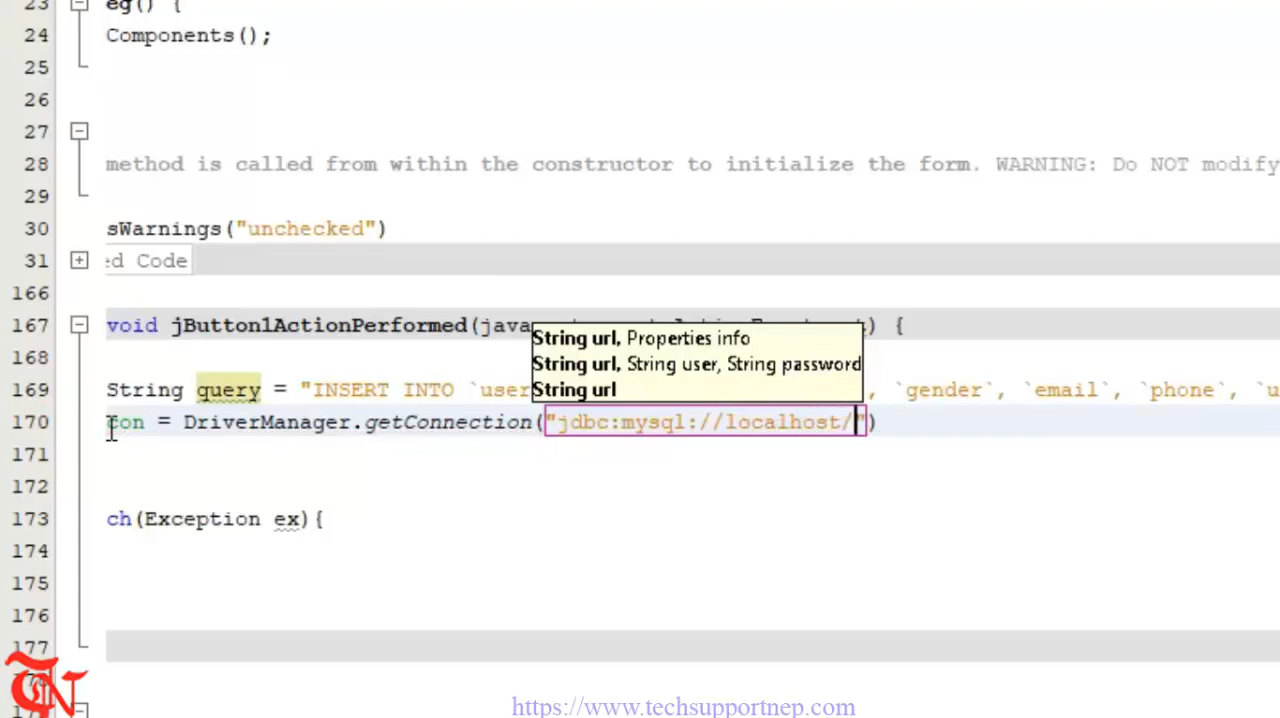 23 eg() {
24 Components();
25
26
27
28 method is called from within the constructor to initialize the form. WARNING: Do NOT modify
29
30 sWarnings("unchecked")
31 ed Code
166
167 void jButton1ActionPerformed(java ) {
String url, Properties info
String url, String user, String password
String url
168
169 String query = "INSERT INTO `user , `gender`, `email`, `phone`, `u
170 con = DriverManager.getConnection("jdbc:mysql://localhost/")
171
172
173 ch(Exception ex){
174
175
176
177
TN
https://www.techsupportnep.com